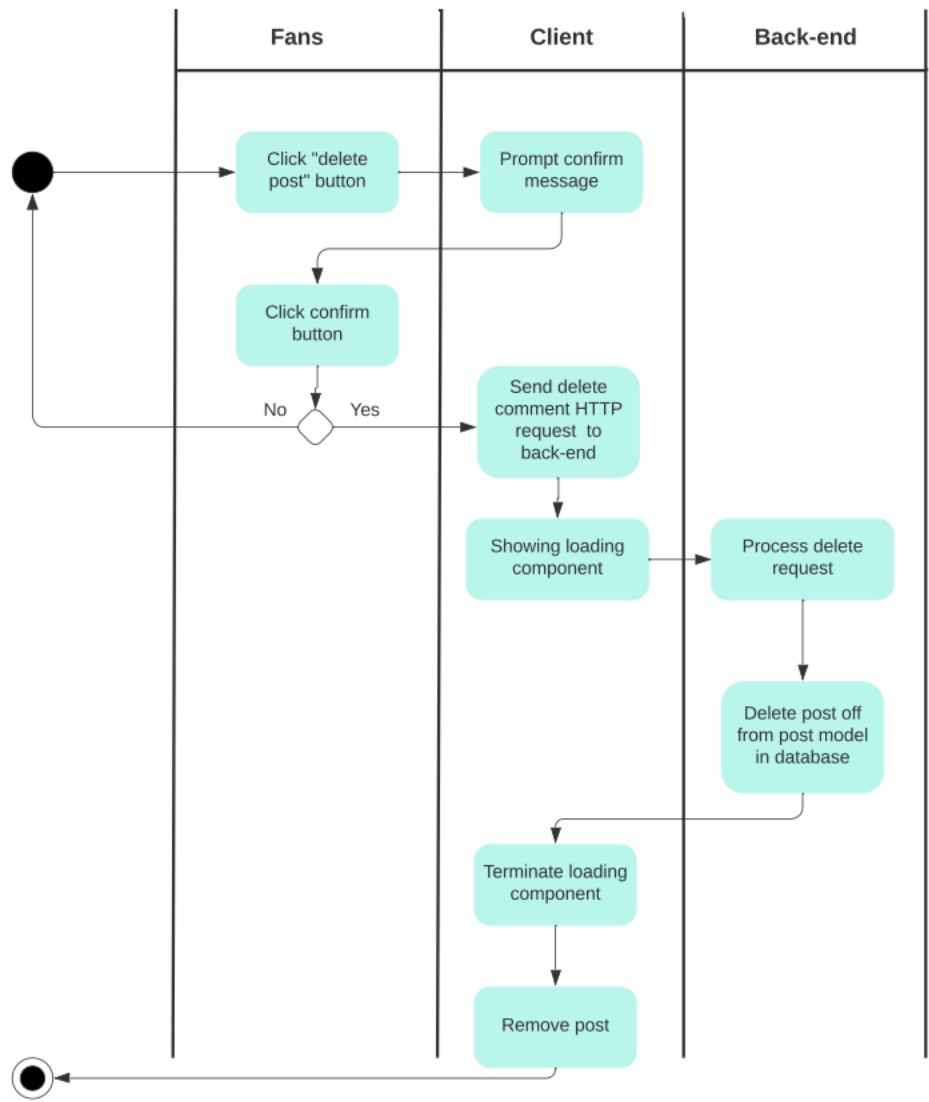 Fans
Client
Back-end
Click "delete
post" button
Prompt confirm
message
Click confirm
button
No
Yes
Send delete
comment HTTP
request  to
back-end
Showing loading
component
Process delete
request
Delete post off
from post model
in database
Terminate loading
component
Remove post